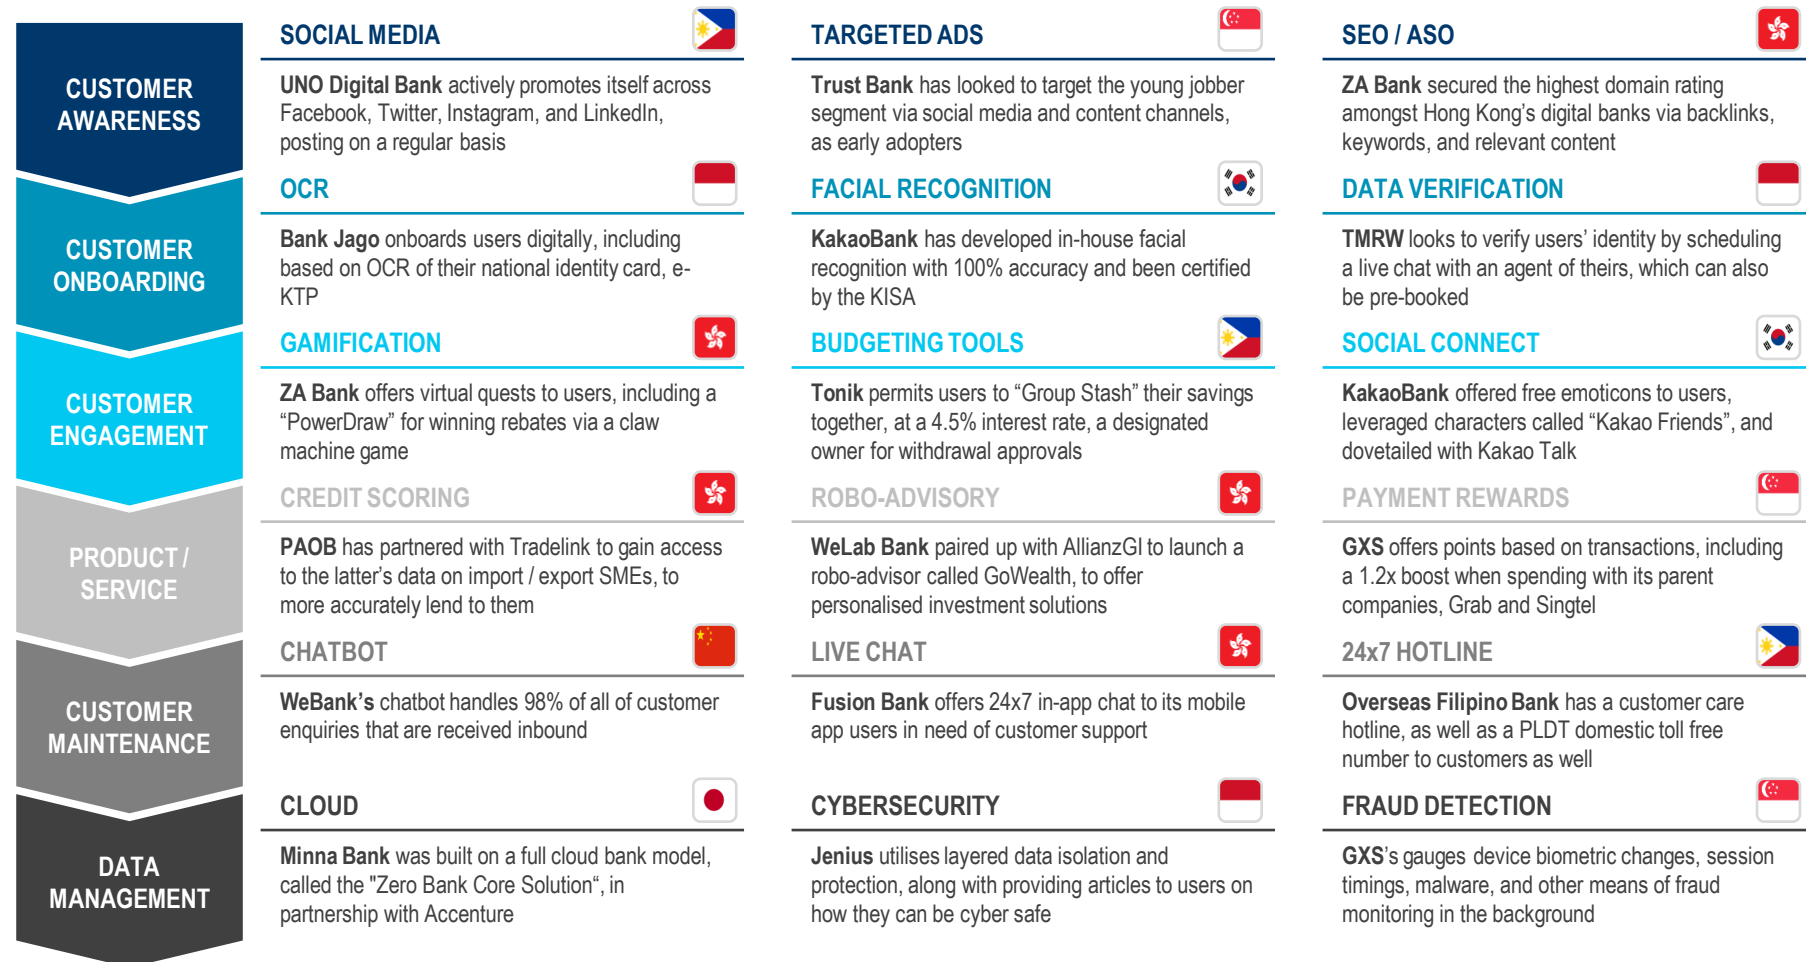 CUSTOMER
AWARENESS
SOCIAL MEDIA
UNO Digital Bank actively promotes itself across
Facebook, Twitter, Instagram, and LinkedIn,
posting on a regular basis
TARGETED ADS
Trust Bank has looked to target the young jobber
segment via social media and content channels,
as early adopters
SEO / ASO
ZA Bank secured the highest domain rating
amongst Hong Kong's digital banks via backlinks,
keywords, and relevant content
CUSTOMER
ONBOARDING
OCR
Bank Jago onboards users digitally, including
based on OCR of their national identity card, e-
KTP
FACIAL RECOGNITION
KakaoBank has developed in-house facial
recognition with 100% accuracy and been certified
by the KISA
DATA VERIFICATION
TMRW looks to verify users’ identity by scheduling
a live chat with an agent of theirs, which can also
be pre-booked
CUSTOMER
ENGAGEMENT
GAMIFICATION
ZA Bank offers virtual quests to users, including a
“PowerDraw” for winning rebates via a claw
machine game
BUDGETING TOOLS
Tonik permits users to “Group Stash” their savings
together, at a 4.5% interest rate, a designated
owner for withdrawal approvals
SOCIAL CONNECT
KakaoBank offered free emoticons to users,
leveraged characters called “Kakao Friends”, and
dovetailed with Kakao Talk
PRODUCT /
SERVICE
CREDIT SCORING
PAOB has partnered with Tradelink to gain access
to the latter’s data on import / export SMEs, to
more accurately lend to them
ROBO-ADVISORY
WeLab Bank paired up with AllianzGI to launch a
robo-advisor called GoWealth, to offer
personalised investment solutions
PAYMENT REWARDS
GXS offers points based on transactions, including
a 1.2x boost when spending with its parent
companies, Grab and Singtel
CUSTOMER
MAINTENANCE
CHATBOT
WeBank’s chatbot handles 98% of all of customer
enquiries that are received inbound
LIVE CHAT
Fusion Bank offers 24x7 in-app chat to its mobile
app users in need of customer support
24x7 HOTLINE
Overseas Filipino Bank has a customer care
hotline, as well as a PLDT domestic toll free
number to customers as well
DATA
MANAGEMENT
CLOUD
Minna Bank was built on a full cloud bank model,
called the "Zero Bank Core Solution“, in
partnership with Accenture
CYBERSECURITY
Jenius utilises layered data isolation and
protection, along with providing articles to users on
how they can be cyber safe
FRAUD DETECTION
GXS’s gauges device biometric changes, session
timings, malware, and other means of fraud
monitoring in the background